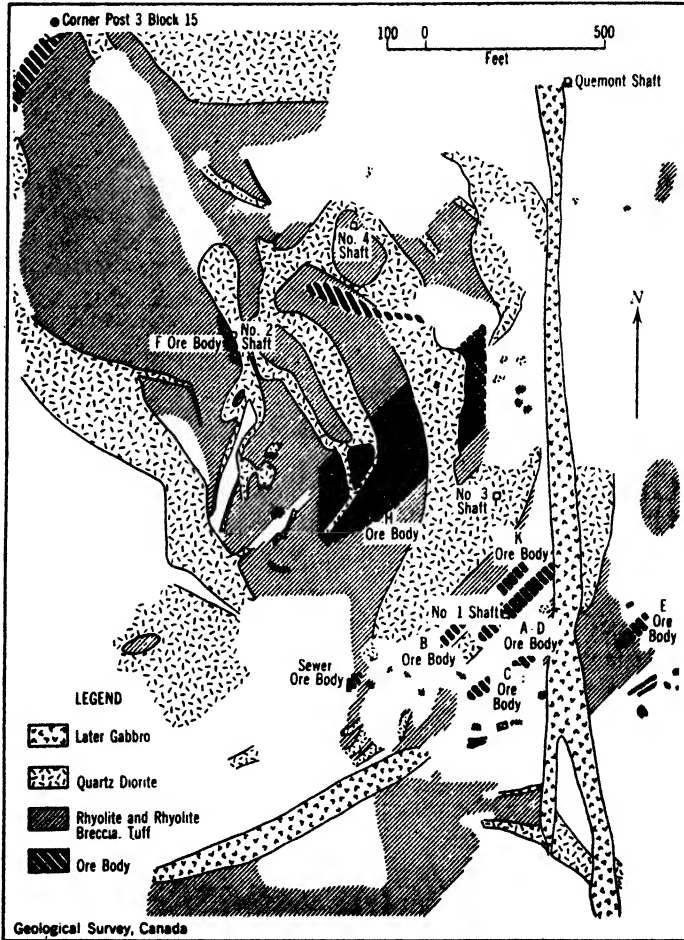 Corner Post 3 Block 15
100 0 500
Feet
Quemont Shaft
No. 4
Shaft
N
No. 2
Shaft
F Ore Body
No. 3
Shaft
H
Ore Body
K
Ore Body
No 1 Shaft
A-D
Ore Body
B
Ore Body
E
Ore
Body
Sewer
Ore Body
C
Ore
Body
LEGEND
Later Gabbro
Quartz Diorite
Rhyolite and Rhyolite
Breccia. Tuff
Ore Body
Geological Survey, Canada